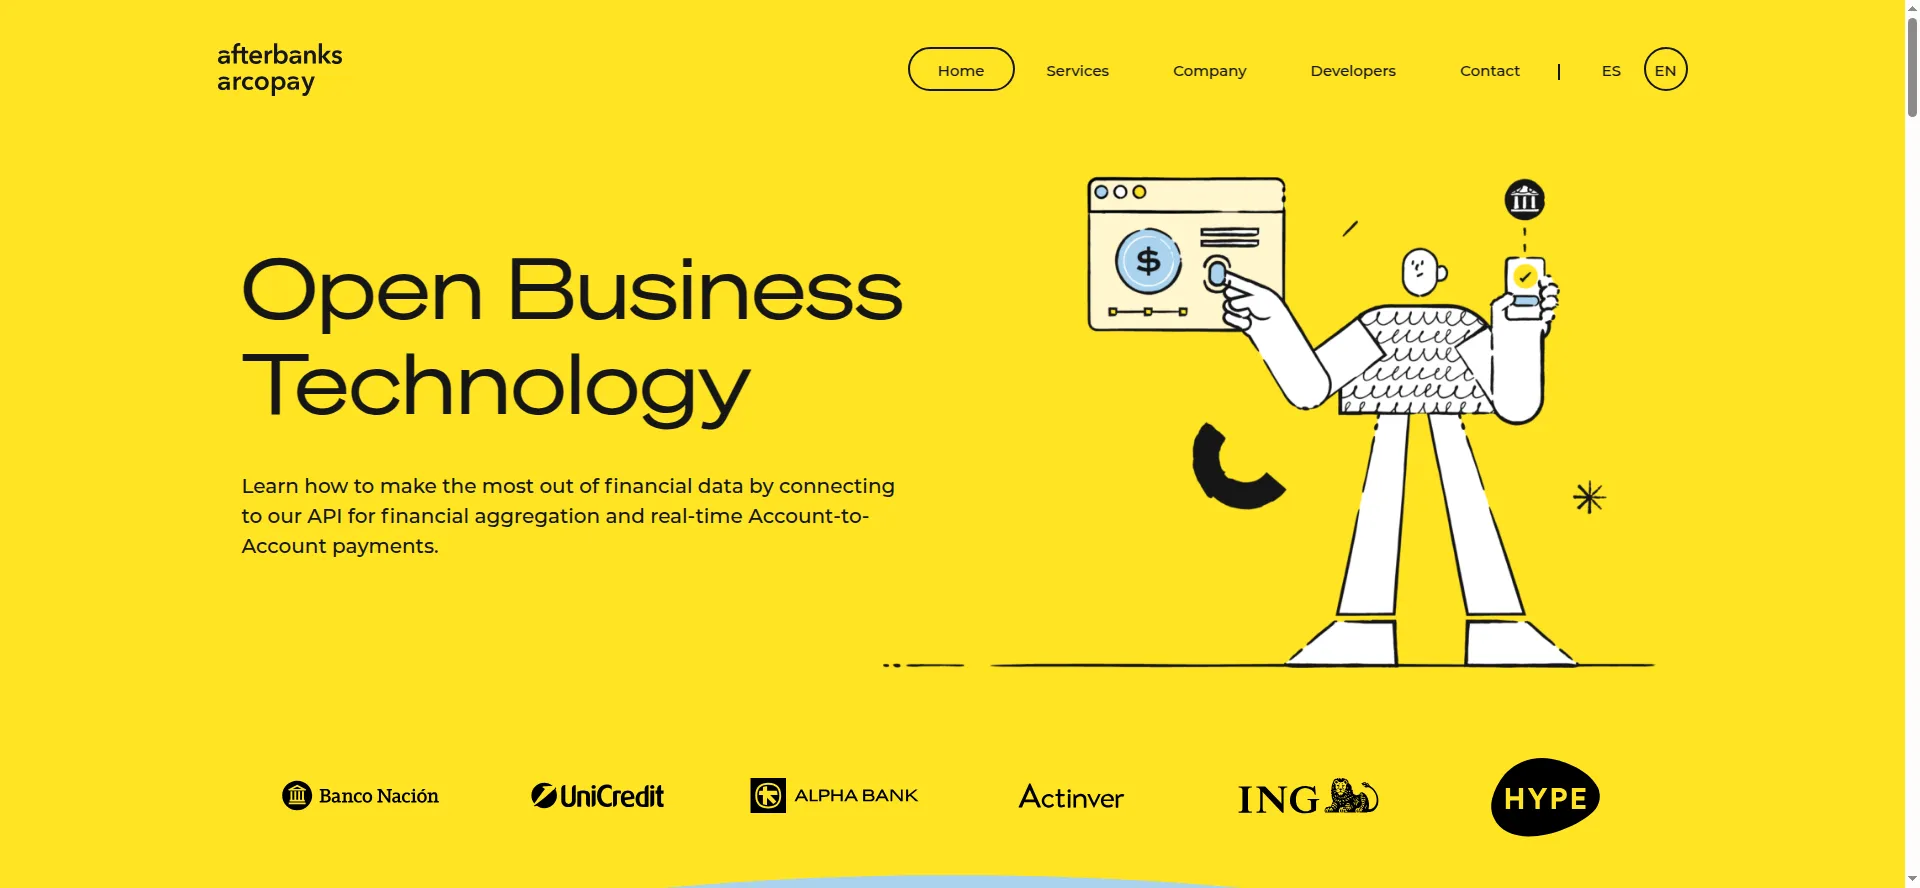 afterbanks
arcopay
Home
Services
Company
Developers
Contact
|
ES
EN
$
Open Business
Technology
Learn how to make the most out of financial data by connecting
to our API for financial aggregation and real-time Account-to-
Account payments.
Banco Nación
UniCredit
ALPHA BANK
Actinver
ING
HYPE